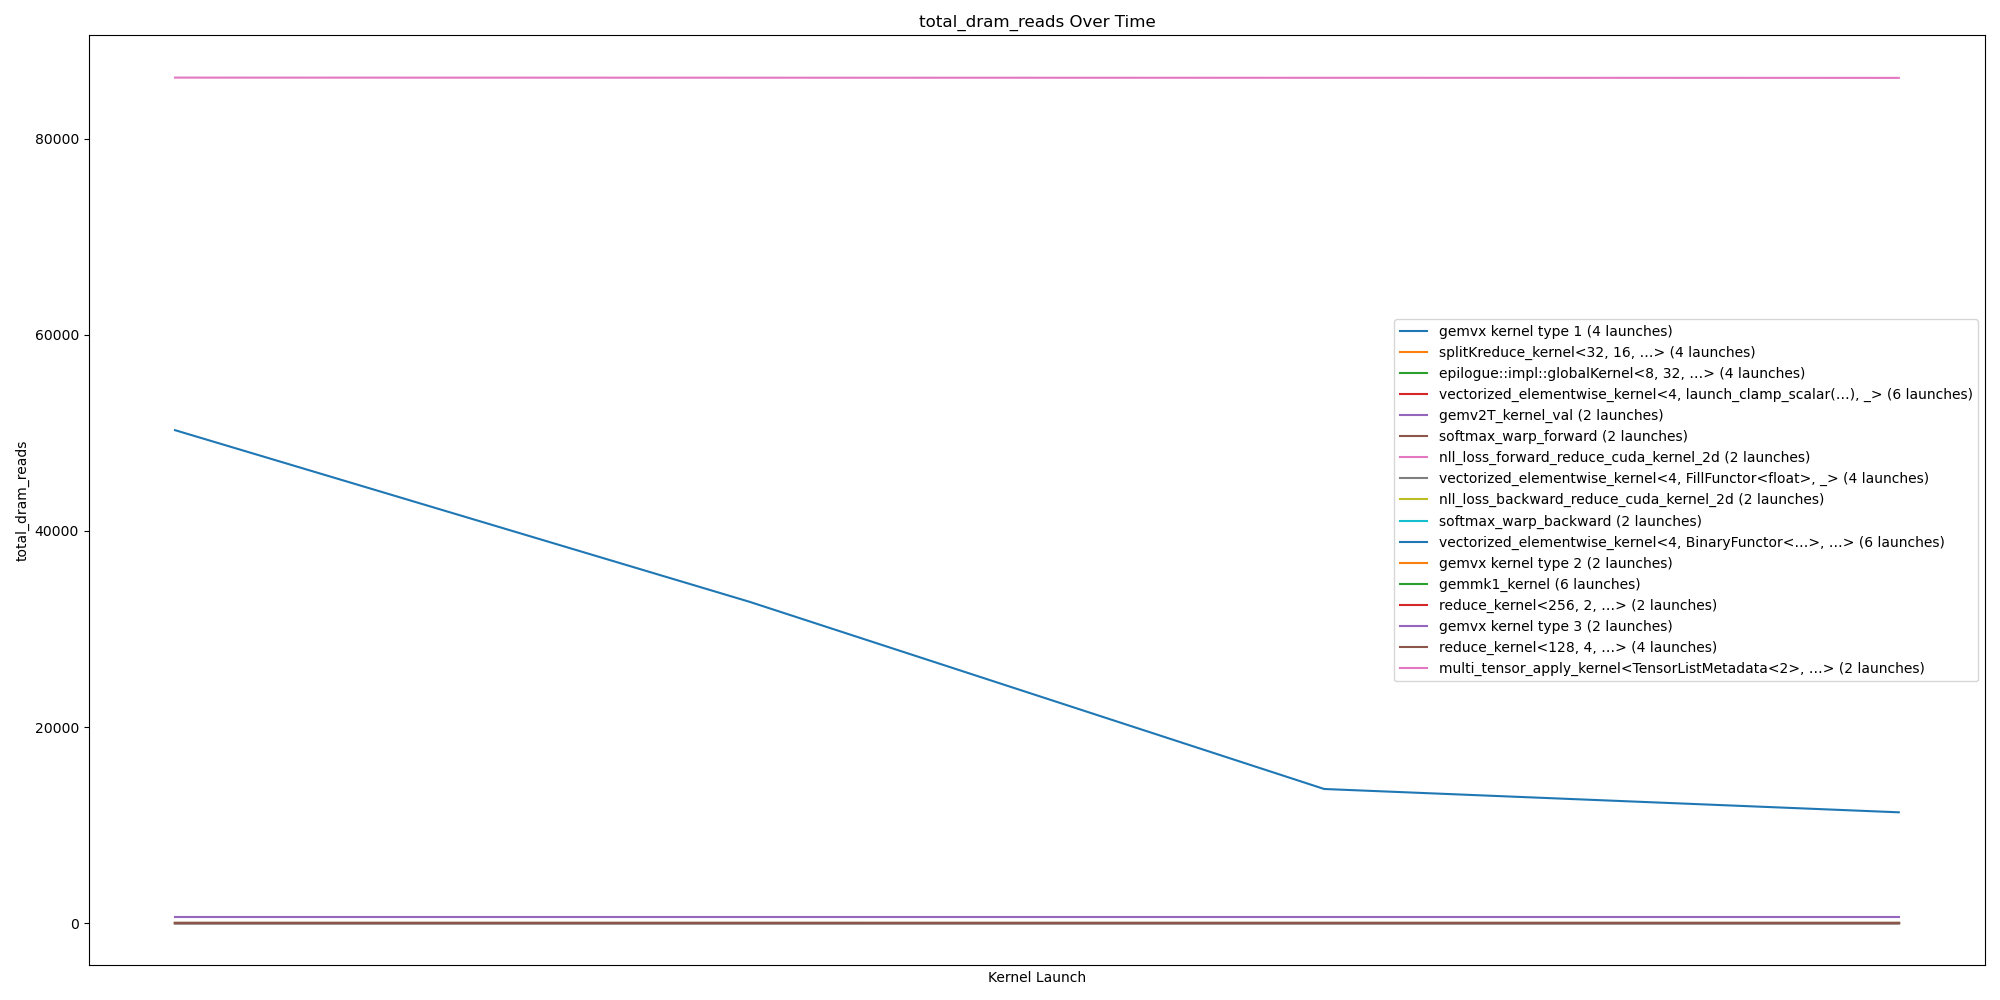 total_dram_reads Over Time
80000
60000
40000
20000
0
total_dram_reads
Kernel Launch
gemvx kernel type 1 (4 launches)
splitKreduce_kernel<32, 16, ...> (4 launches)
epilogue::impl::globalKernel<8, 32, ...> (4 launches)
vectorized_elementwise_kernel<4, launch_clamp_scalar(...), _> (6 launches)
gemv2T_kernel_val (2 launches)
softmax_warp_forward (2 launches)
nll_loss_forward_reduce_cuda_kernel_2d (2 launches)
vectorized_elementwise_kernel<4, FillFunctor<float>, _> (4 launches)
nll_loss_backward_reduce_cuda_kernel_2d (2 launches)
softmax_warp_backward (2 launches)
vectorized_elementwise_kernel<4, BinaryFunctor<...>, ...> (6 launches)
gemvx kernel type 2 (2 launches)
gemmk1_kernel (6 launches)
reduce_kernel<256, 2, ...> (2 launches)
gemvx kernel type 3 (2 launches)
reduce_kernel<128, 4, ...> (4 launches)
multi_tensor_apply_kernel<TensorListMetadata<2>, ...> (2 launches)